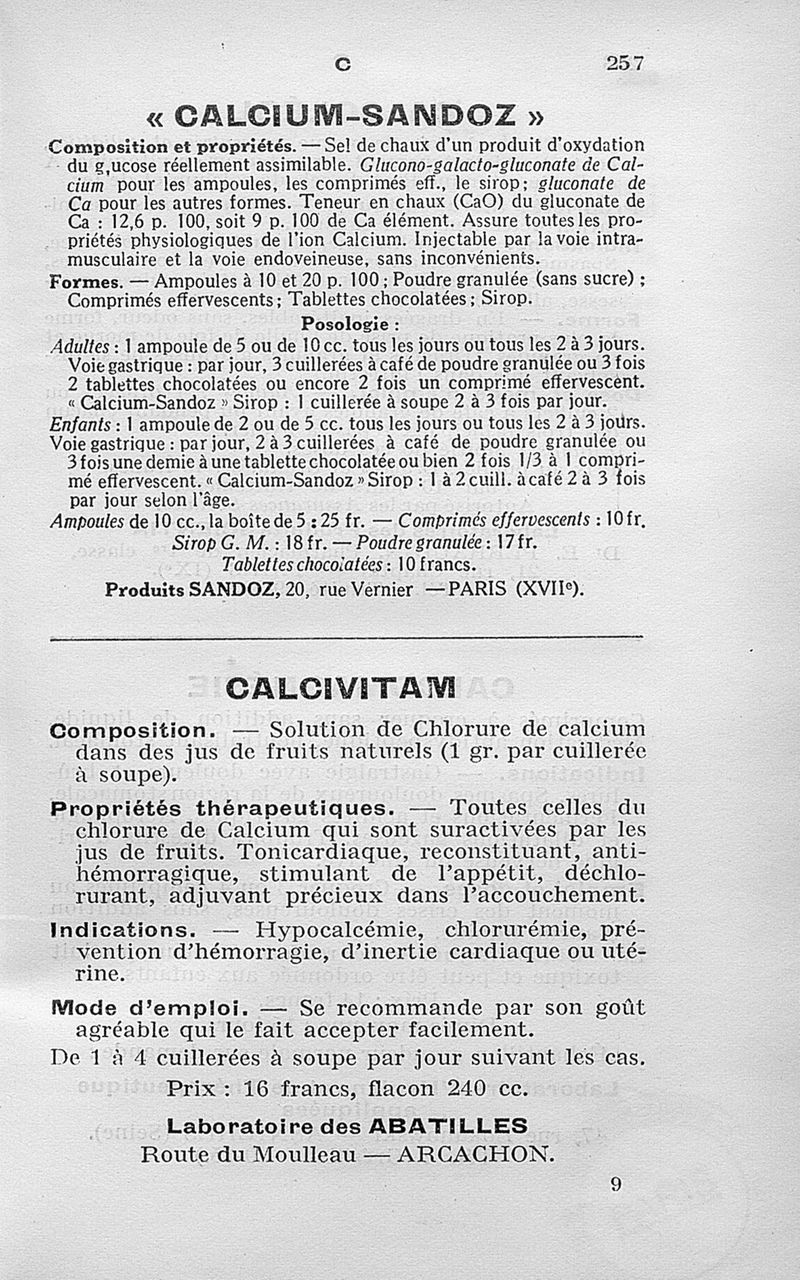 C 257
« CALCIUM-SANDOZ »
Composition et propriétés. — Sel de chaux d'un produit d'oxydation
du g,ucose réellement assimilable. Glucono-galacto-gluconate de Cal-
cium pour les ampoules, les comprimés eff., le sirop; gluconate de
Ca pour les autres formes. Teneur en chaux (CaO) du gluconate de
Ca : 12,6 p. 100, soit 9 p. 100 de Ca élément. Assure toutes les pro-
priétés physiologiques de l'ion Calcium. Injectable par la voie intra-
musculaire et la voie endoveineuse, sans inconvénients.
Formes. — Ampoules à 10 et 20 p. 100 ; Poudre granulée (sans sucre) ;
Comprimés effervescents ; Tablettes chocolatées ; Sirop.
Posologie :
Adultes : 1 ampoule de 5 ou de 10 cc. tous les jours ou tous les 2 à 3 jours.
Voie gastrique : par jour, 3 cuillerées à café de poudre granulée ou 3 fois
2 tablettes chocolatées ou encore 2 fois un comprimé effervescent.
« Calcium-Sandoz » Sirop : 1 cuillerée à soupe 2 à 3 fois par jour.
Enfants : 1 ampoule de 2 ou de 5 cc. tous les jours ou tous les 2 à 3 jours.
Voie gastrique : par jour, 2 à 3 cuillerées à café de poudre granulée ou
3 fois une demie à une tablette chocolatée ou bien 2 fois 1/3 à 1 compri-
mé effervescent. « Calcium-Sandoz » Sirop : 1 à 2 cuill. à café 2 à 3 fois
par jour selon l'âge.
Ampoules de 10 cc., la boîte de 5 : 25 fr. — Comprimés effervescents : 10 fr.
Sirop G. M. : 18 fr. — Poudre granulée : 17 fr.
Tablettes chocolatées : 10 francs.
Produits SANDOZ, 20, rue Vernier — PARIS (XVIIe).
CALCIVITAM
Composition. — Solution de Chlorure de calcium
dans des jus de fruits naturels (1 gr. par cuillerée
à soupe).
Propriétés thérapeutiques. — Toutes celles du
chlorure de Calcium qui sont suractivées par les
jus de fruits. Tonicardiaque, reconstituant, anti-
hémorragique, stimulant de l'appétit, déchlo-
rurant, adjuvant précieux dans l'accouchement.
Indications. — Hypocalcémie, chlorurémie, pré-
vention d'hémorragie, d'inertie cardiaque ou uté-
rine.
Mode d'emploi. — Se recommande par son goût
agréable qui le fait accepter facilement.
De 1 à 4 cuillerées à soupe par jour suivant les cas.
Prix : 16 francs, flacon 240 cc.
Laboratoire des ABATILLES
Route du Moulleau — ARCACHON.
9